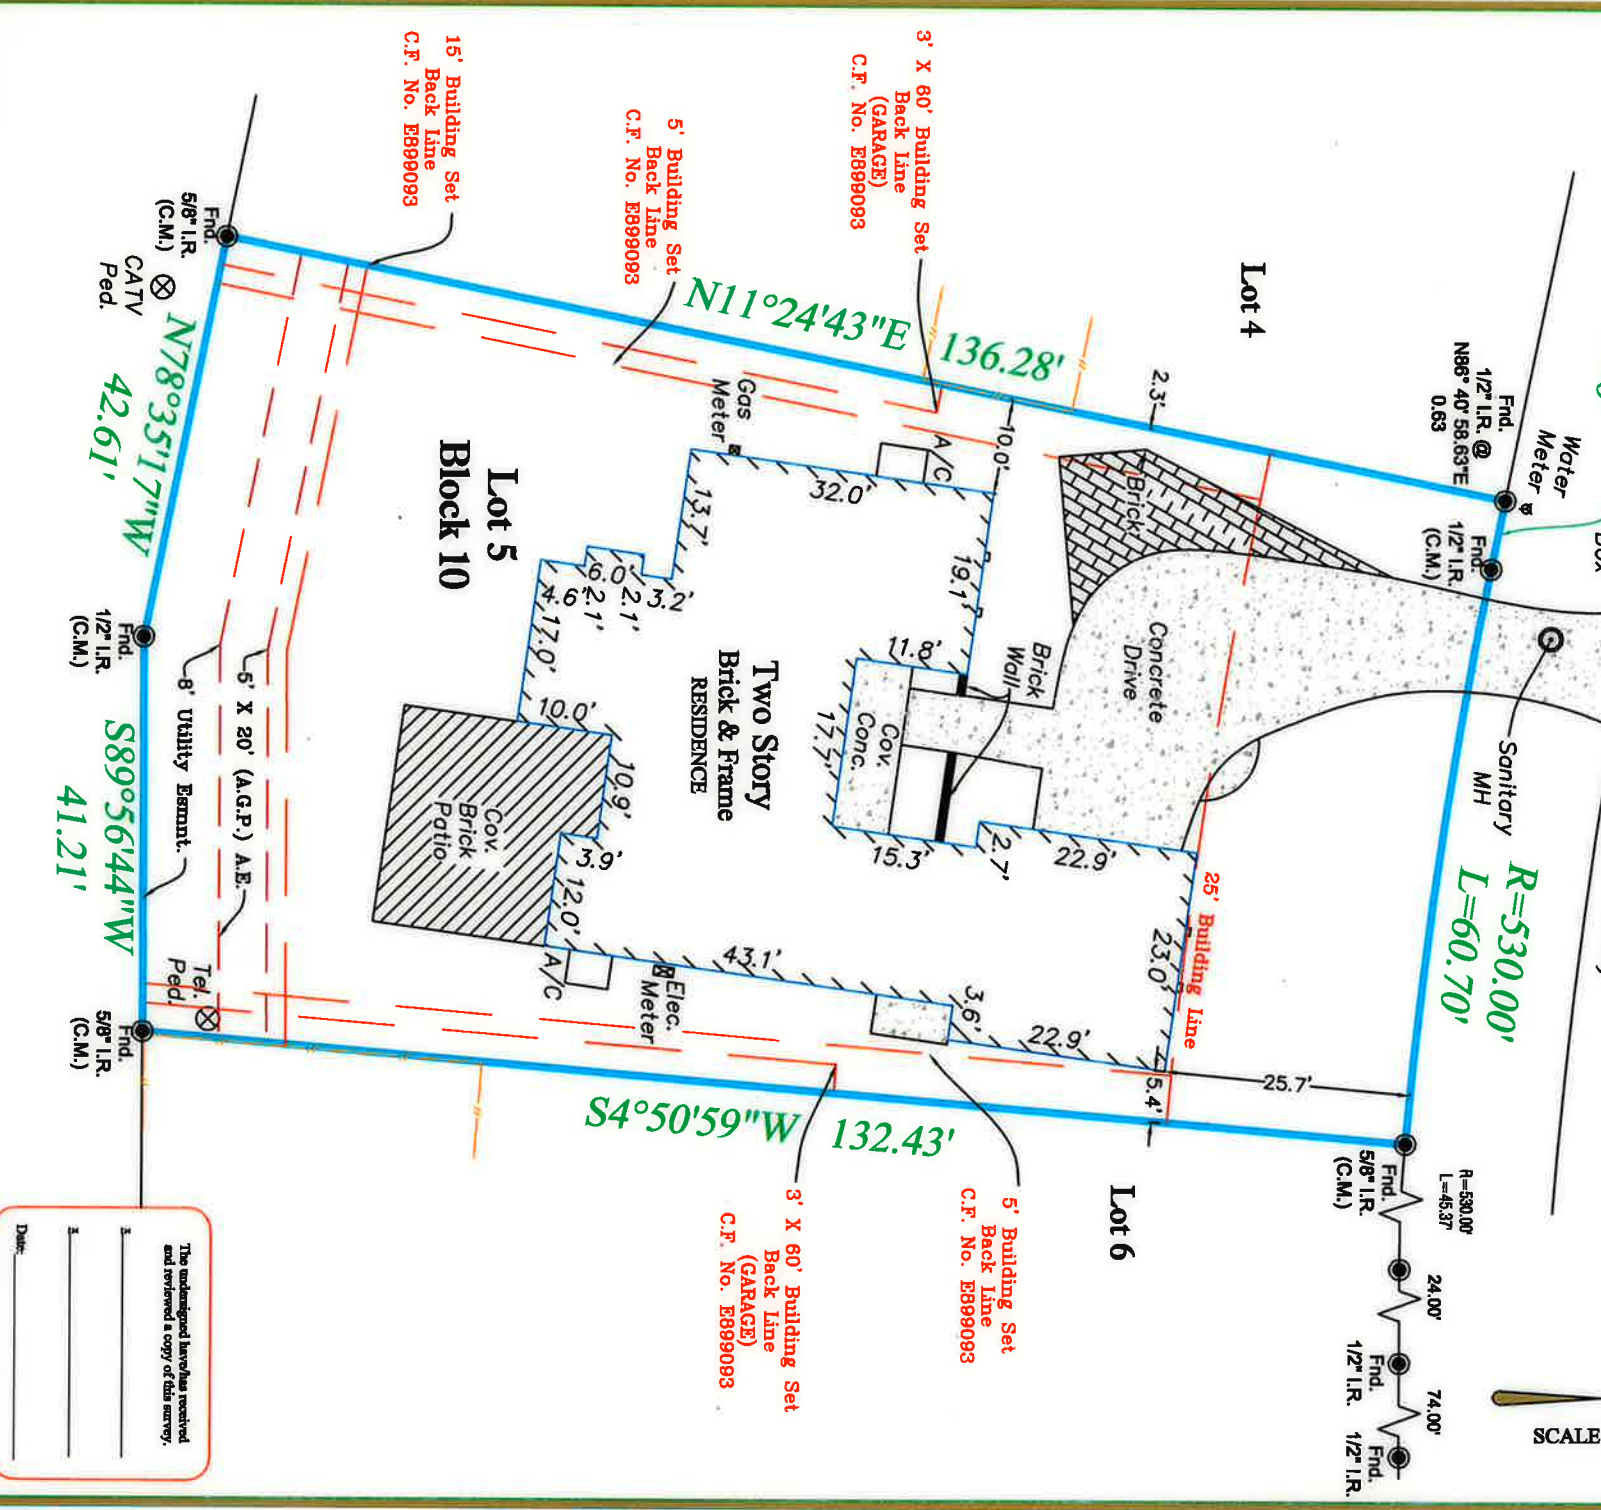 15' Building Set
Back Line
C.F. No. E899093
3' X 60' Building Set
Back Line
(GARAGE)
C.F. No. E899093
5' Building Set
Back Line
C.F. No. E899093
Lot 4
N11°24'43"E 136.28'
2.3'
Fnd.
1/2" I.R. @
N86° 40' 58.63"E
0.63
Water
Meter
Fnd.
1/2" I.R.
(C.M.)
Fnd.
5/8" I.R.
(C.M.)
CATV
Ped.
N78°35'17"W
42.61'
Gas
Meter
A/C
10.0'
32.0'
13.7'
19.1'
Brick
Concrete
Drive
Brick
Wall
Sanitary
MH
Lot 5
Block 10
6.0'
2.1'
3.2'
4.6'
2.1'
17.0'
11.8'
Two Story
Brick & Frame
RESIDENCE
Cov.
Conc.
17.7'
15.3'
2.7'
22.9'
10.0'
10.9'
3.9'
12.0'
Cov.
Brick
Patio
Fnd.
1/2" I.R.
(C.M.)
8' Utility Esmnt.
5' X 20' (A.G.P.) A.E.
S89°56'44"W
41.21'
R=530.00'
L=60.70'
25' Building Line
23.0'
43.1'
3.6'
22.9'
5.4'
25.7'
A/C
Elec.
Meter
Tel.
Ped.
Fnd.
5/8" I.R.
(C.M.)
S4°50'59"W 132.43'
Fnd.
5/8" I.R.
(C.M.)
R=530.00'
L=45.37'
24.00'
Fnd.
1/2" I.R.
74.00'
Fnd.
1/2" I.R.
Lot 6
5' Building Set
Back Line
C.F. No. E899093
3' X 60' Building Set
Back Line
(GARAGE)
C.F. No. E899093
SCALE
The undersigned have/has received
and reviewed a copy of this survey.
x
x
Date: